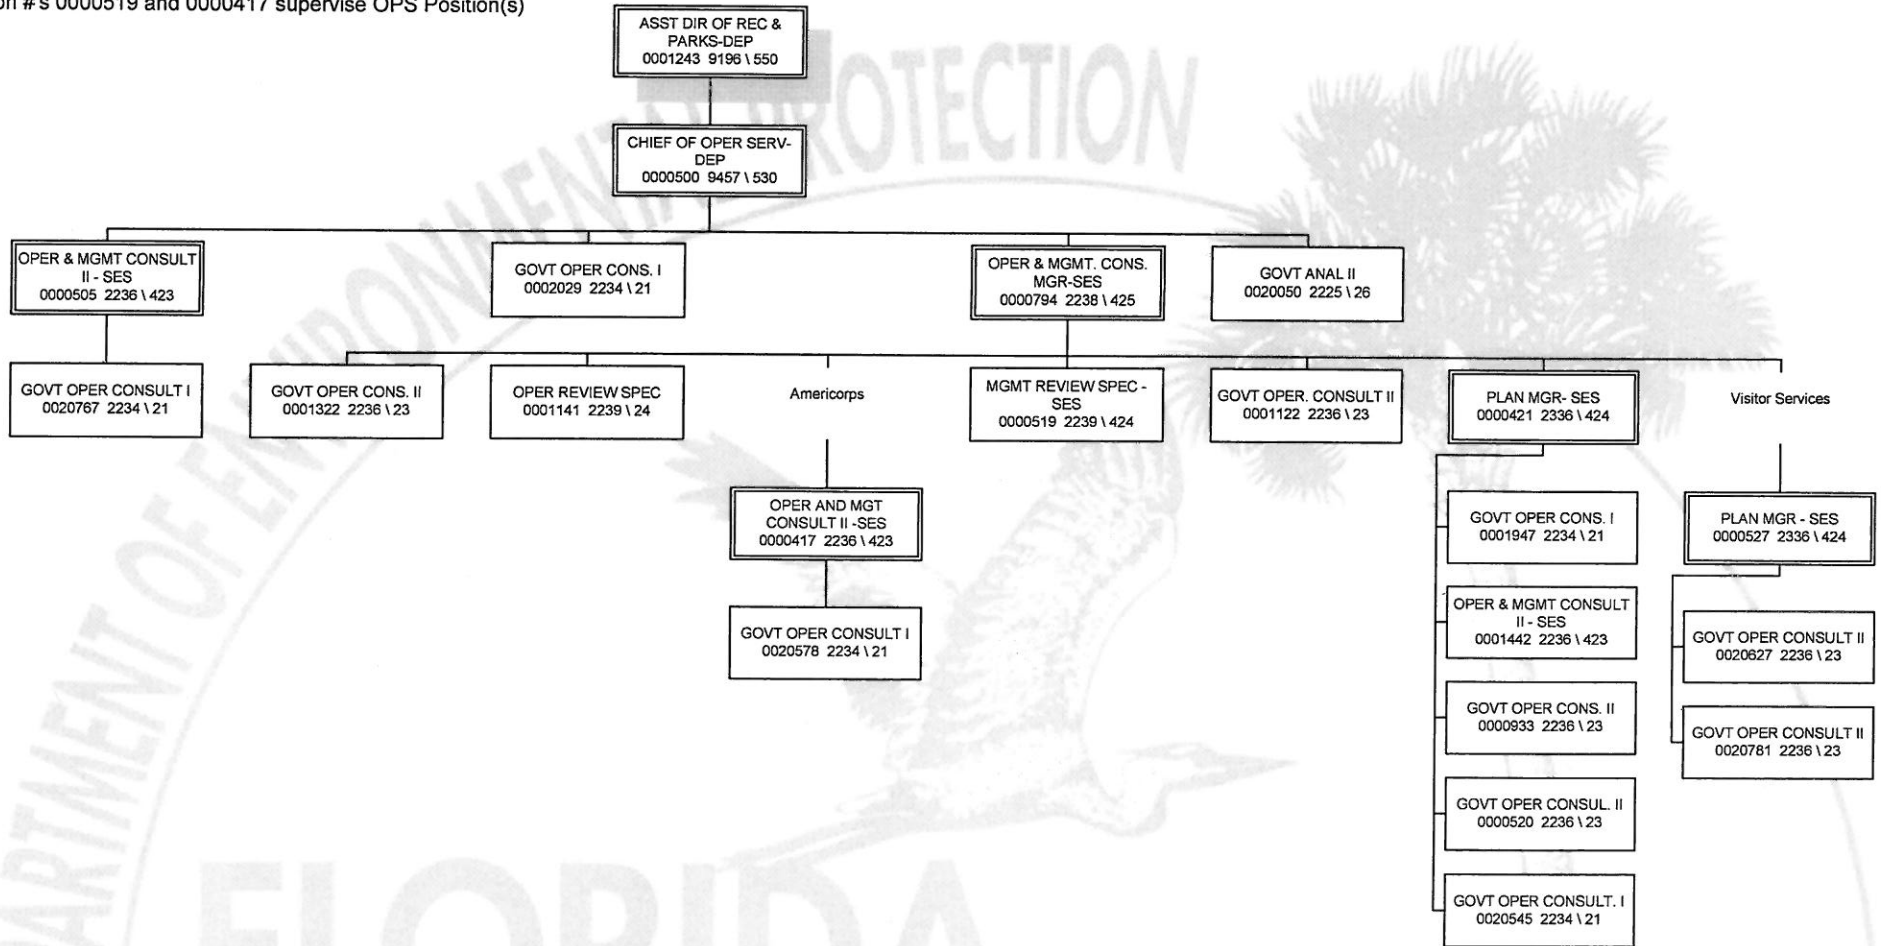 #'s 0000519 and 0000417 supervise OPS Position(s)
ASST DIR OF REC &
PARKS-DEP
0001243 9196 \ 550
CHIEF OF OPER SERV-
DEP
0000500 9457 \ 530
OPER & MGMT CONSULT
II - SES
0000505 2236 \ 423
GOVT OPER CONS. I
0002029 2234 \ 21
OPER & MGMT. CONS.
MGR-SES
0000794 2238 \ 425
GOVT ANAL II
0020050 2225 \ 26
GOVT OPER CONSULT I
0020767 2234 \ 21
GOVT OPER CONS. II
0001322 2236 \ 23
OPER REVIEW SPEC
0001141 2239 \ 24
Americorps
MGMT REVIEW SPEC -
SES
0000519 2239 \ 424
GOVT OPER. CONSULT II
0001122 2236 \ 23
PLAN MGR- SES
0000421 2336 \ 424
Visitor Services
OPER AND MGT
CONSULT II -SES
0000417 2236 \ 423
GOVT OPER CONSULT I
0020578 2234 \ 21
GOVT OPER CONS. I
0001947 2234 \ 21
OPER & MGMT CONSULT
II - SES
0001442 2236 \ 423
GOVT OPER CONS. II
0000933 2236 \ 23
GOVT OPER CONSUL. II
0000520 2236 \ 23
GOVT OPER CONSULT. I
0020545 2234 \ 21
PLAN MGR - SES
0000527 2336 \ 424
GOVT OPER CONSULT II
0020627 2236 \ 23
GOVT OPER CONSULT II
0020781 2236 \ 23
DEPARTMENT OF ENVIRONMENTAL PROTECTION
FLORIDA